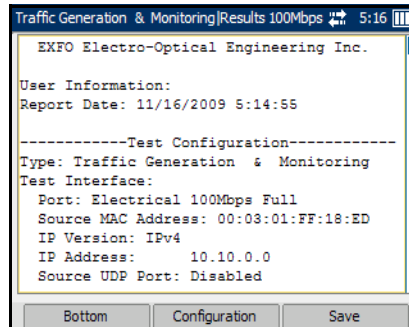 Traffic Generation & Monitoring|Results 100Mbps 5:16
EXFO Electro-Optical Engineering Inc.
User Information:
Report Date: 11/16/2009 5:14:55
------------Test Configuration------------
Type: Traffic Generation & Monitoring
Test Interface:
Port: Electrical 100Mbps Full
Source MAC Address: 00:03:01:FF:18:ED
IP Version: IPv4
IP Address: 10.10.0.0
Source UDP Port: Disabled
Bottom Configuration Save